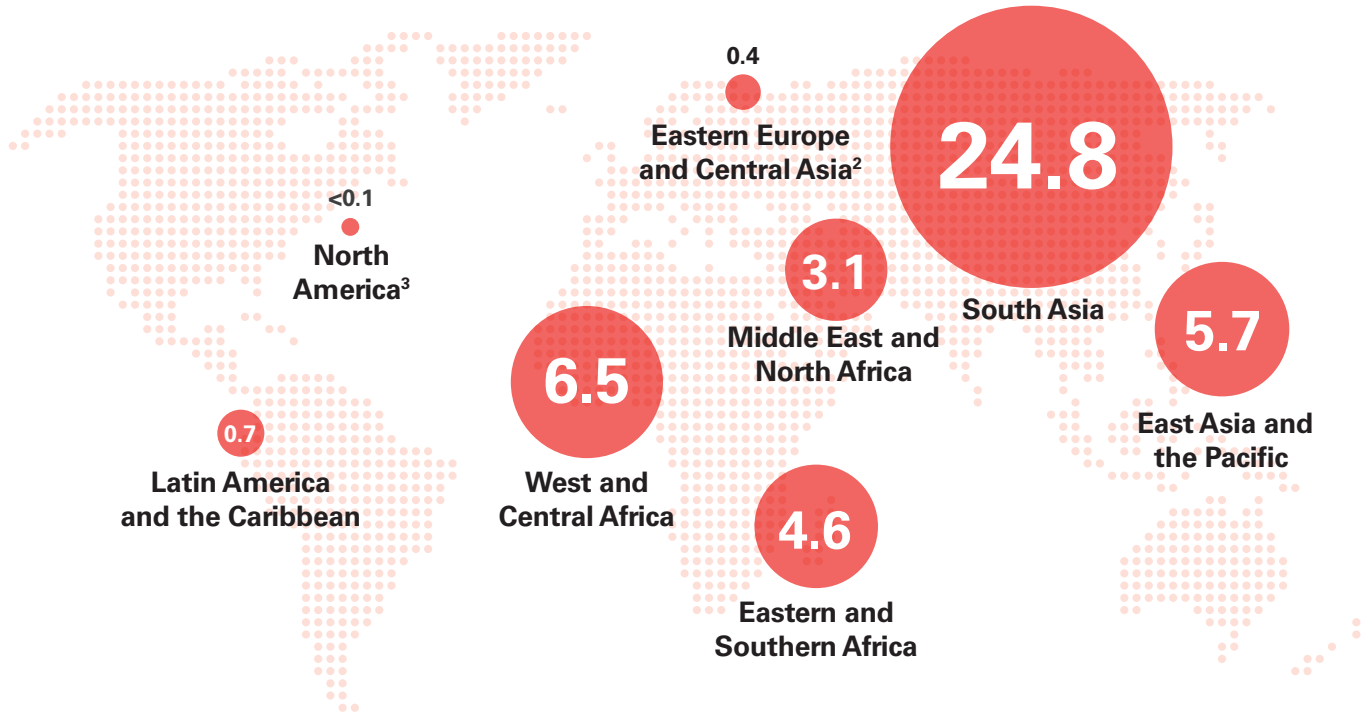 0.4
Eastern Europe
and Central Asia²
24.8
South Asia
<0.1
North
America³
3.1
Middle East and
North Africa
5.7
East Asia and
the Pacific
6.5
West and
Central Africa
0.7
Latin America
and the Caribbean
4.6
Eastern and
Southern Africa